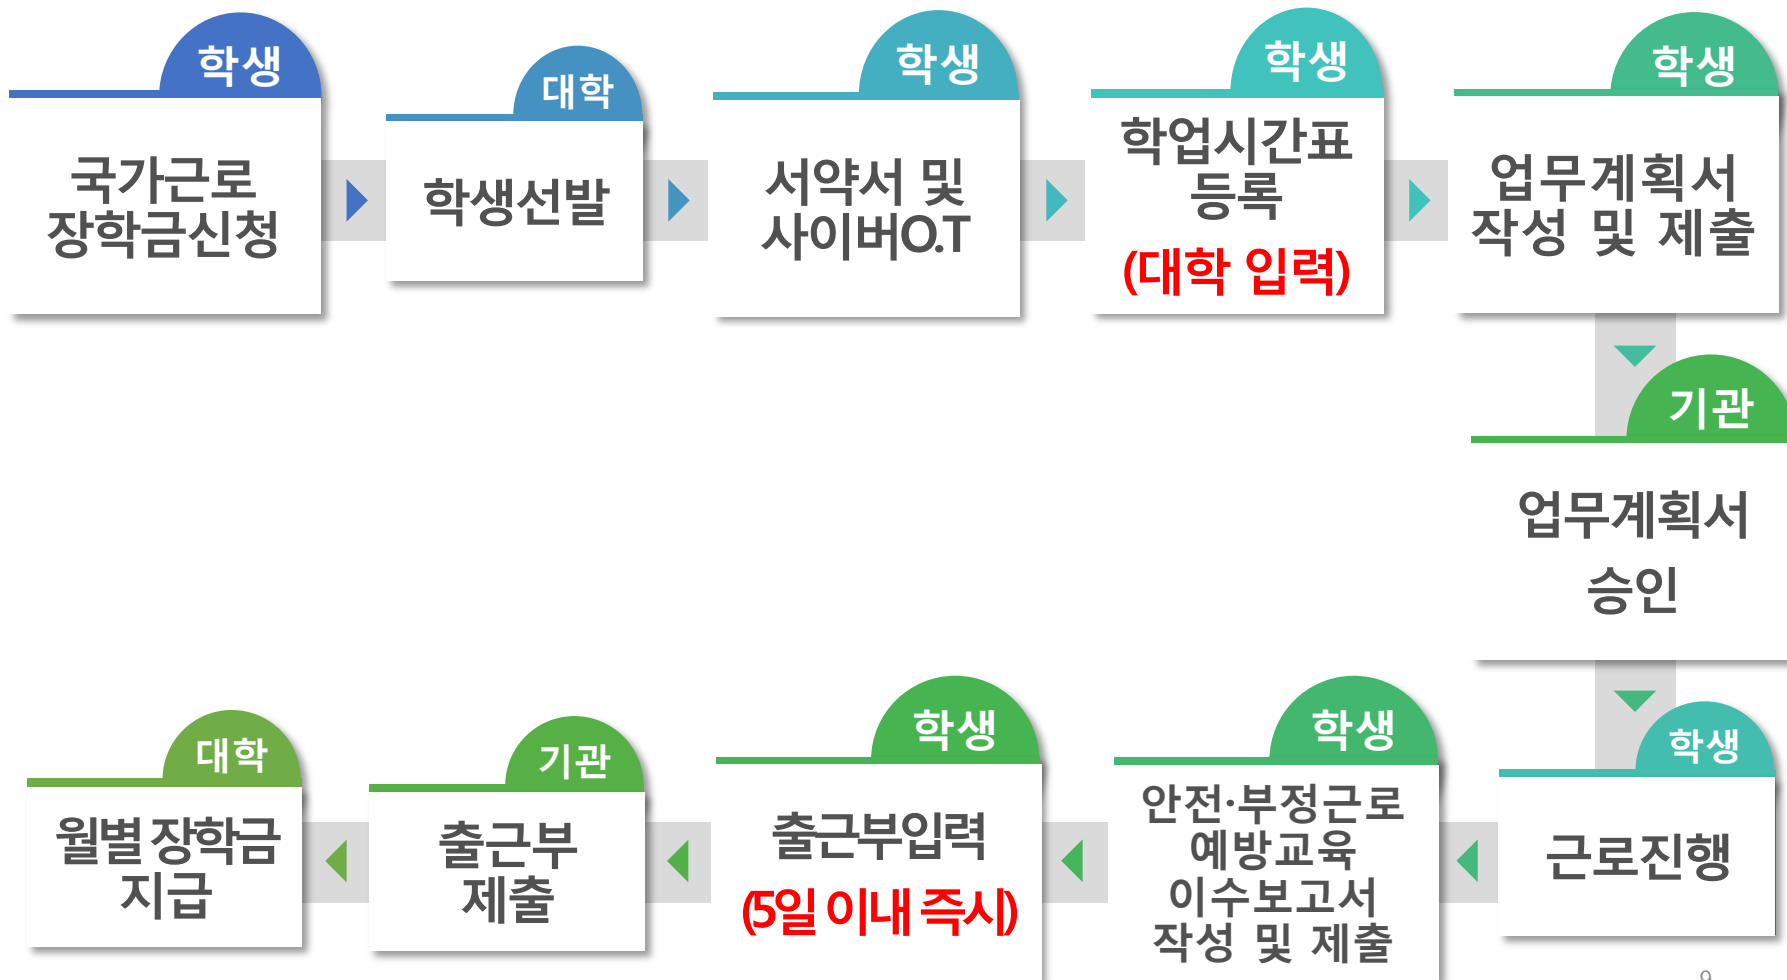 학생
국가근로
장학금신청
대학
학생선발
학생
서약서 및
사이버O.T
학생
학업시간표
등록
(대학 입력)
학생
업무계획서
작성 및 제출
기관
업무계획서
승인
학생
근로진행
학생
안전·부정근로
예방교육
이수보고서
작성 및 제출
학생
출근부입력
(5일 이내 즉시)
기관
출근부
제출
대학
월별 장학금
지급
9